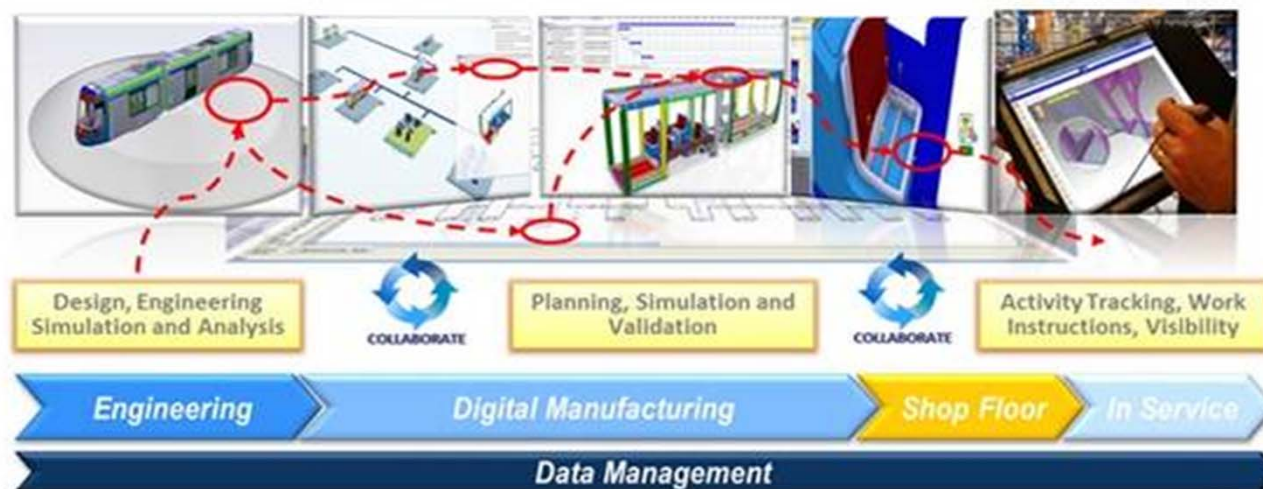 Design, Engineering
Simulation and Analysis
COLLABORATE
Planning, Simulation and
Validation
COLLABORATE
Activity Tracking, Work
Instructions, Visibility
Engineering
Digital Manufacturing
Shop Floor
In Service
Data Management